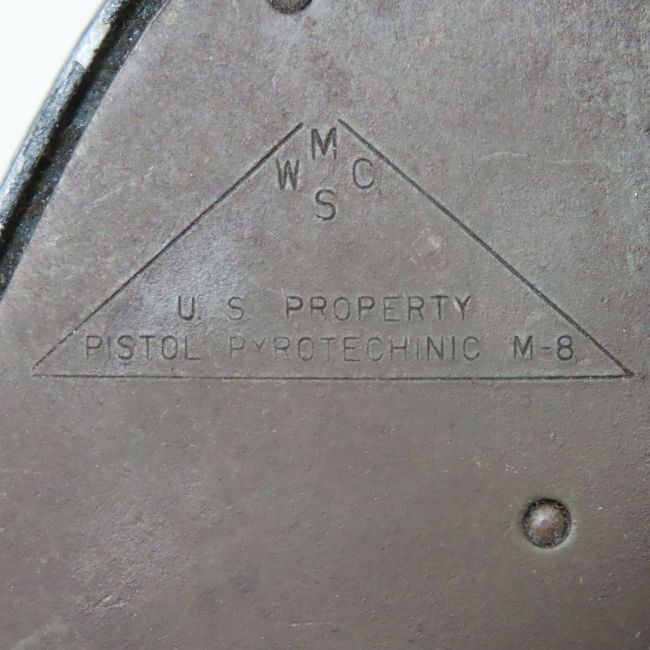 M
W C
S
U. S PROPERTY
PISTOL PYROTECHINIC M-8